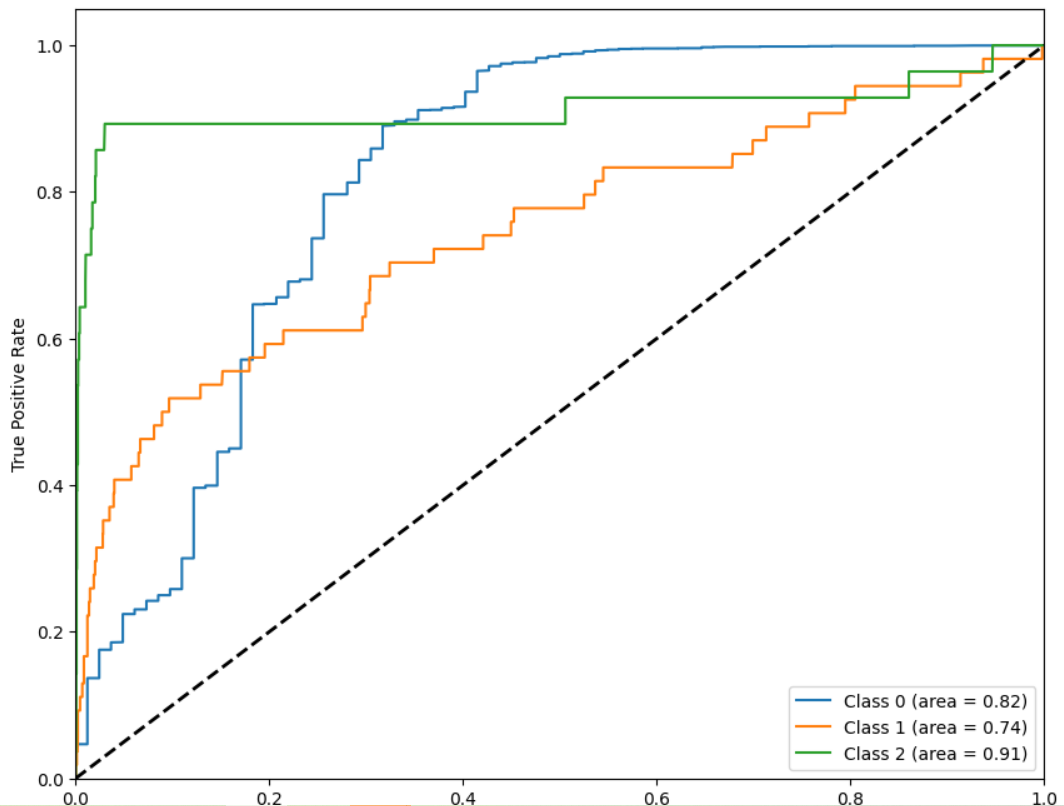 1.0
0.8
0.6
0.4
0.2
0.0
True Positive Rate
Class 0 (area = 0.82)
Class 1 (area = 0.74)
Class 2 (area = 0.91)
0.0 0.2 0.4 0.6 0.8 1.0